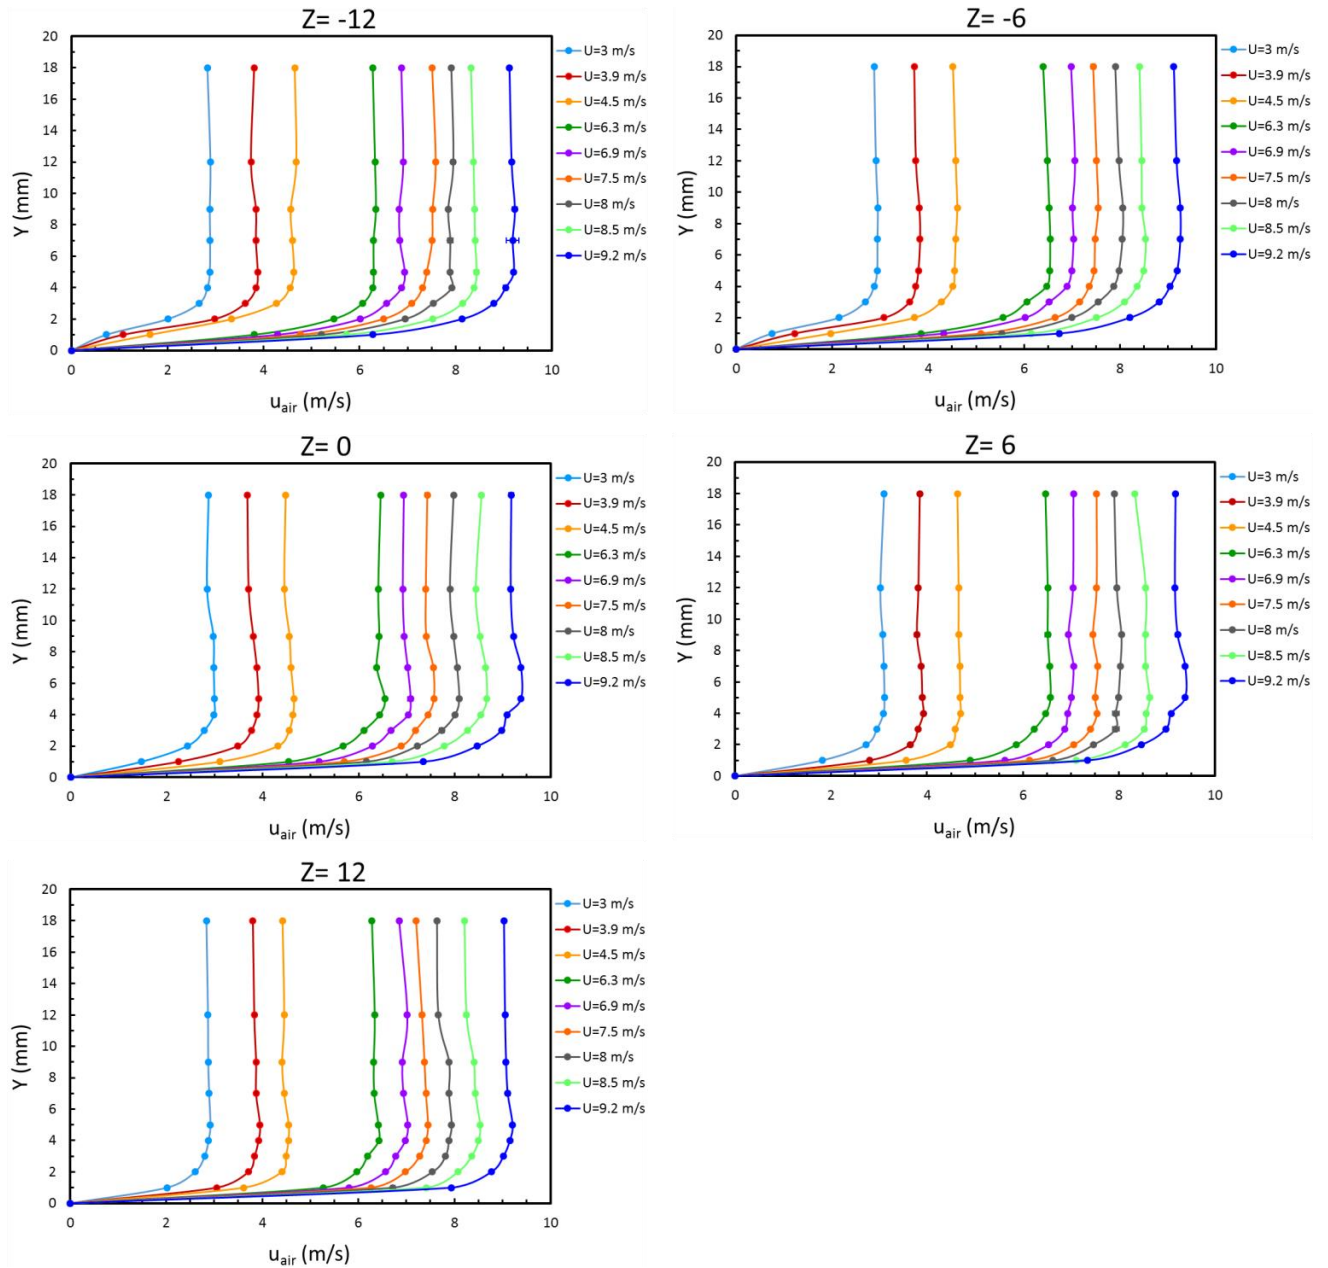 Z= -12
20
18
16
14
12
10
8
6
4
2
0
Y (mm)
0 2 4 6 8 10
u_air (m/s)
U=3 m/s
U=3.9 m/s
U=4.5 m/s
U=6.3 m/s
U=6.9 m/s
U=7.5 m/s
U=8 m/s
U=8.5 m/s
U=9.2 m/s
Z= -6
20
18
16
14
12
10
8
6
4
2
0
Y (mm)
0 2 4 6 8 10
u_air (m/s)
U=3 m/s
U=3.9 m/s
U=4.5 m/s
U=6.3 m/s
U=6.9 m/s
U=7.5 m/s
U=8 m/s
U=8.5 m/s
U=9.2 m/s
Z= 0
20
18
16
14
12
10
8
6
4
2
0
Y (mm)
0 2 4 6 8 10
u_air (m/s)
U=3 m/s
U=3.9 m/s
U=4.5 m/s
U=6.3 m/s
U=6.9 m/s
U=7.5 m/s
U=8 m/s
U=8.5 m/s
U=9.2 m/s
Z= 6
20
18
16
14
12
10
8
6
4
2
0
Y (mm)
0 2 4 6 8 10
u_air (m/s)
U=3 m/s
U=3.9 m/s
U=4.5 m/s
U=6.3 m/s
U=6.9 m/s
U=7.5 m/s
U=8 m/s
U=8.5 m/s
U=9.2 m/s
Z= 12
20
18
16
14
12
10
8
6
4
2
0
Y (mm)
0 2 4 6 8 10
u_air (m/s)
U=3 m/s
U=3.9 m/s
U=4.5 m/s
U=6.3 m/s
U=6.9 m/s
U=7.5 m/s
U=8 m/s
U=8.5 m/s
U=9.2 m/s